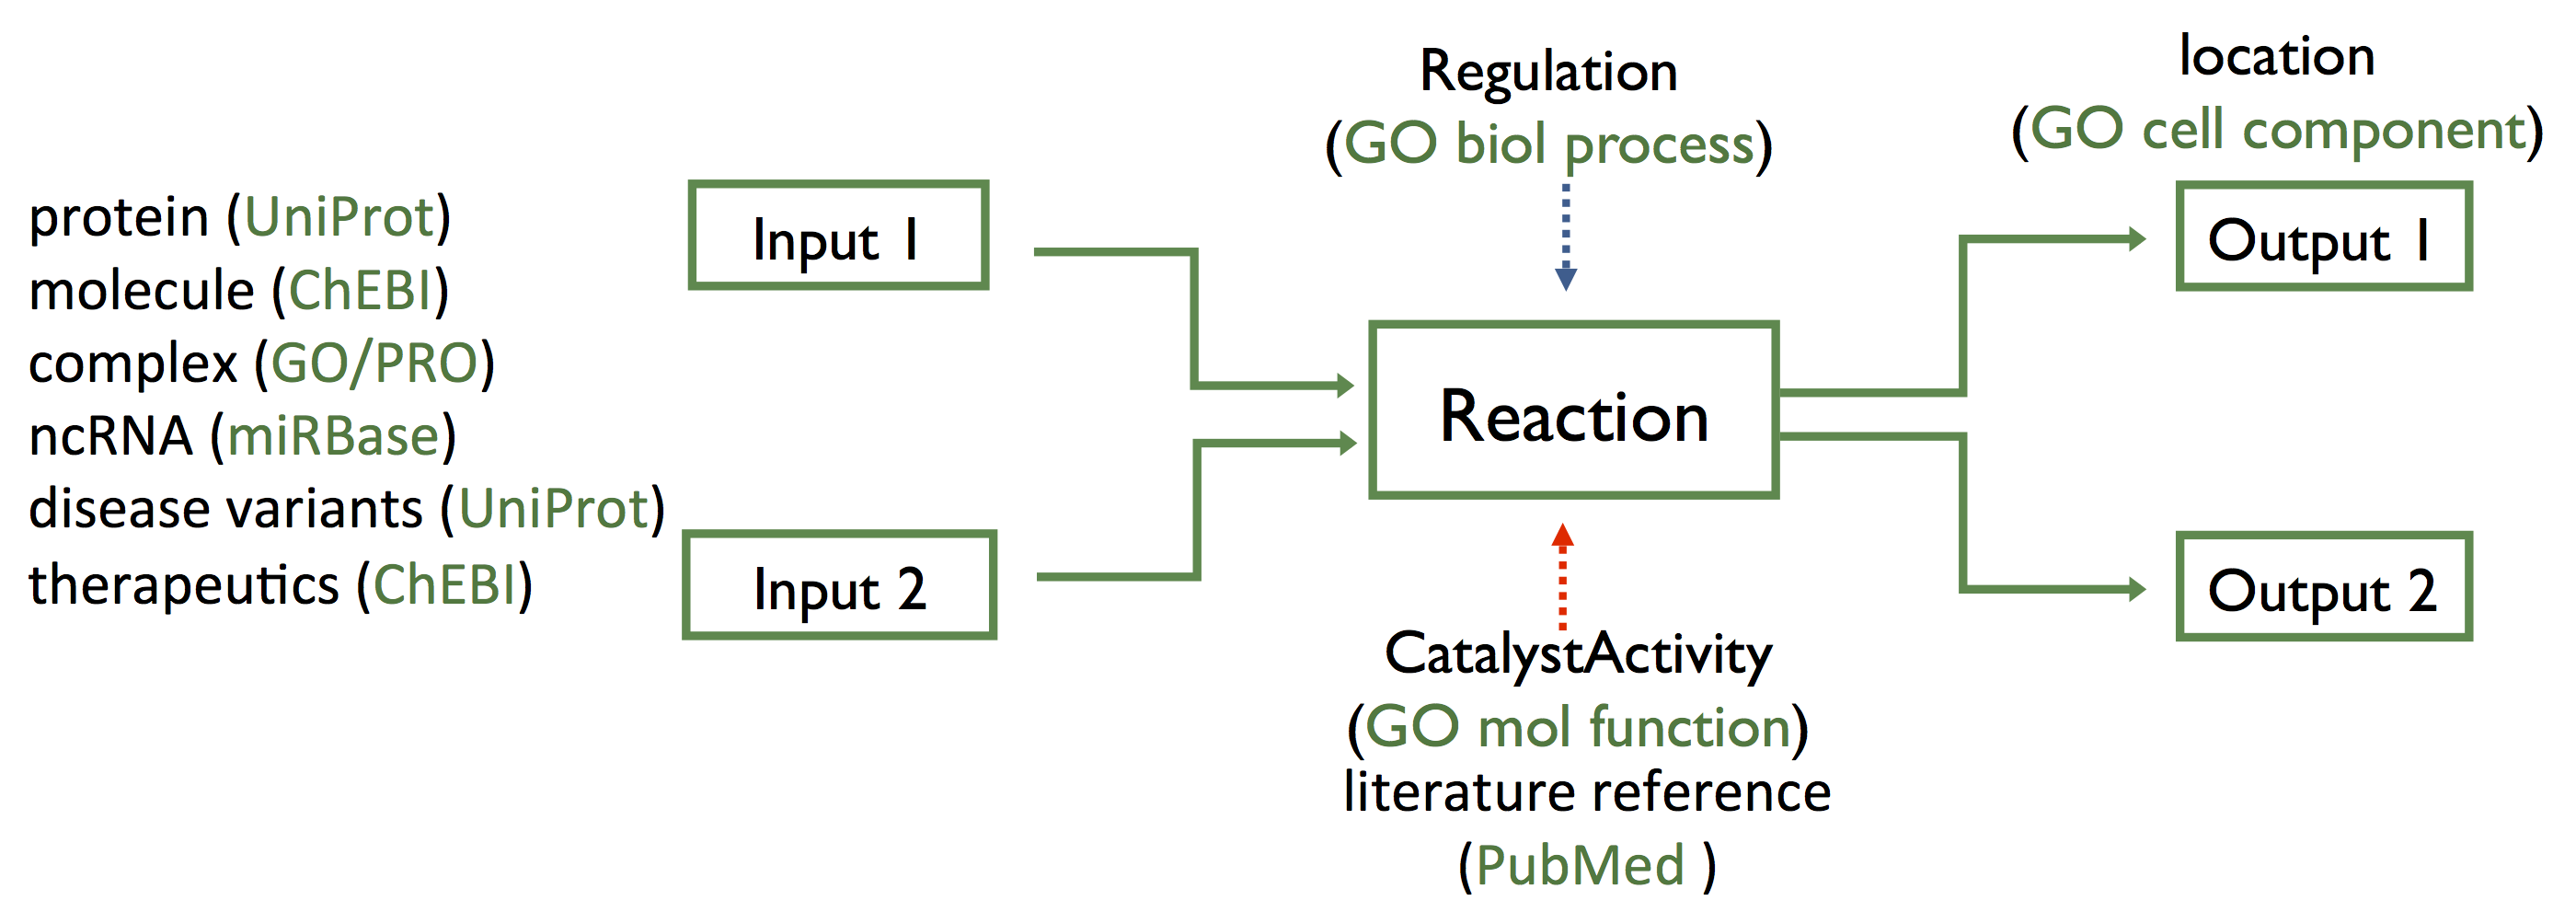 protein (UniProt)
molecule (ChEBI)
complex (GO/PRO)
ncRNA (miRBase)
disease variants (UniProt)
therapeutics (ChEBI)
Input 1
Input 2
Regulation
(GO biol process)
Reaction
CatalystActivity
(GO mol function)
literature reference
(PubMed )
location
(GO cell component)
Output 1
Output 2